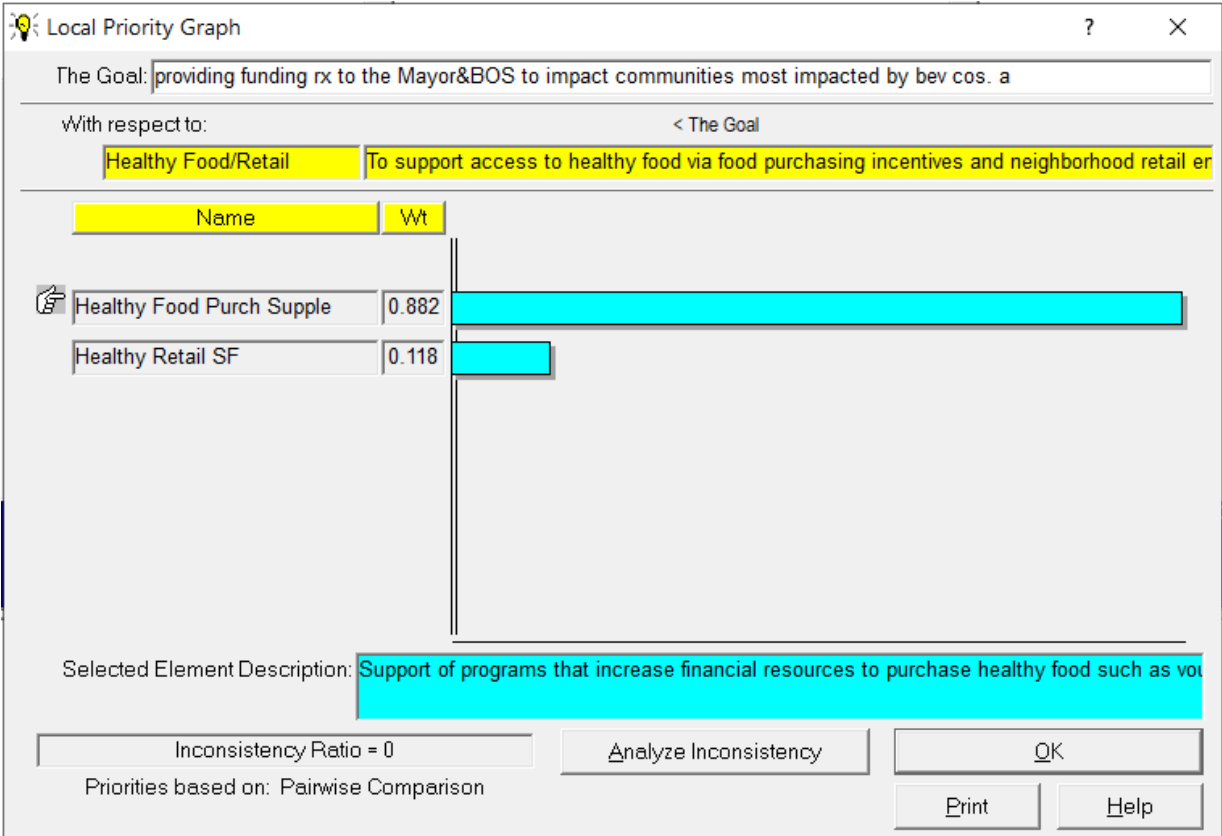 Local Priority Graph
The Goal: providing funding rx to the Mayor&BOS to impact communities most impacted by bev cos. a
With respect to: < The Goal
Healthy Food/Retail To support access to healthy food via food purchasing incentives and neighborhood retail
Name Wt
Healthy Food Purch Supple 0.882
Healthy Retail SF 0.118
Selected Element Description: Support of programs that increase financial resources to purchase healthy food such as
Inconsistency Ratio = 0 Analyze Inconsistency OK
Priorities based on: Pairwise Comparison
Print Help